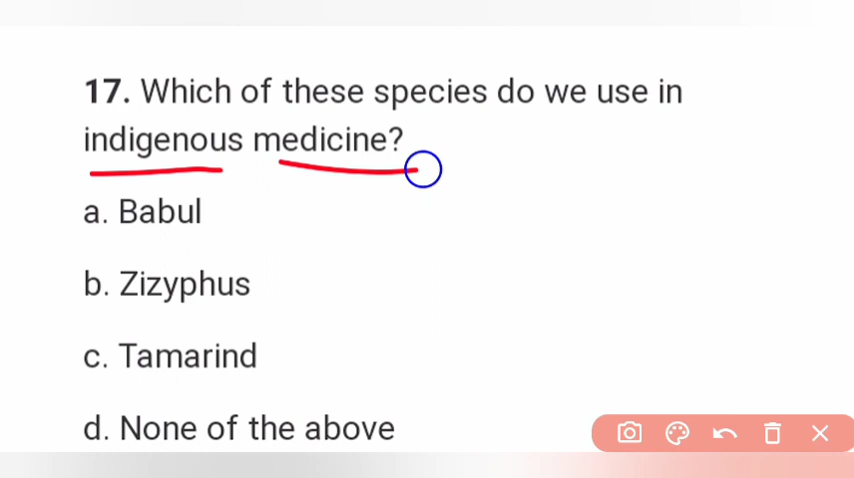 17. Which of these species do we use in
indigenous medicine?
a. Babul
b. Zizyphus
c. Tamarind
d. None of the above